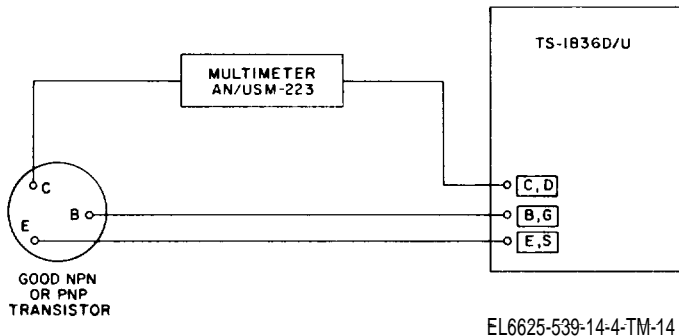 TS-1836D/U
MULTIMETER
AN/USM-223
C
C,D
B
B,G
E
E,S
GOOD NPN
OR PNP
TRANSISTOR
EL6625-539-14-4-TM-14